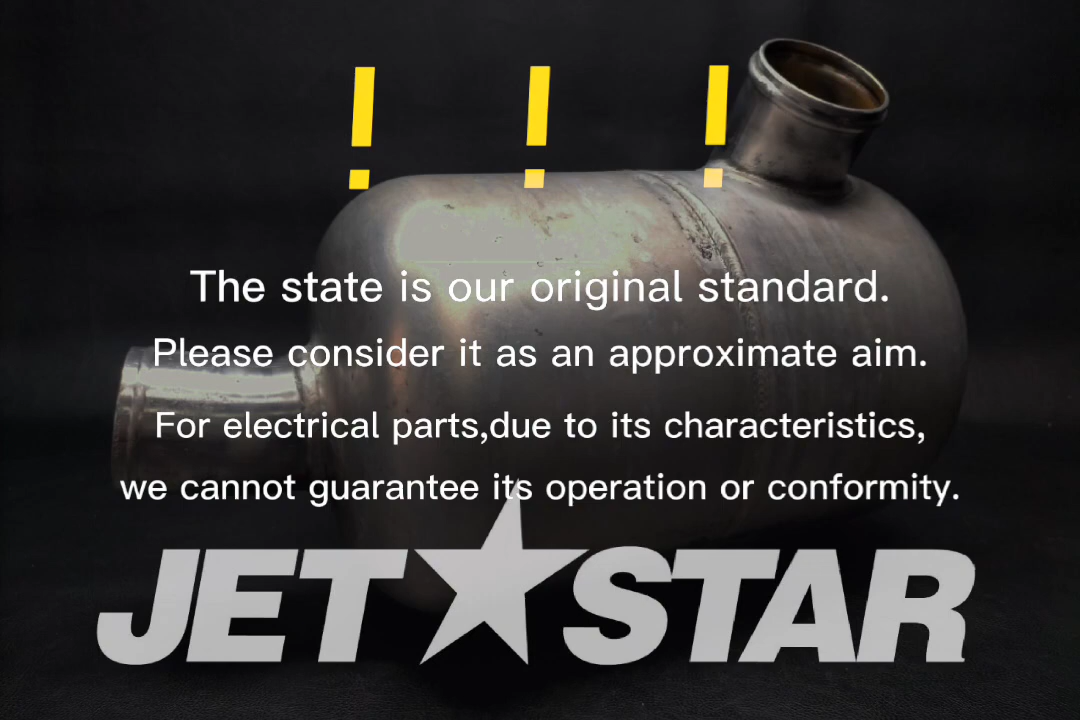 ! ! !
The state is our original standard.
Please consider it as an approximate aim.
For electrical parts,due to its characteristics,
we cannot guarantee its operation or conformity.
JET★STAR